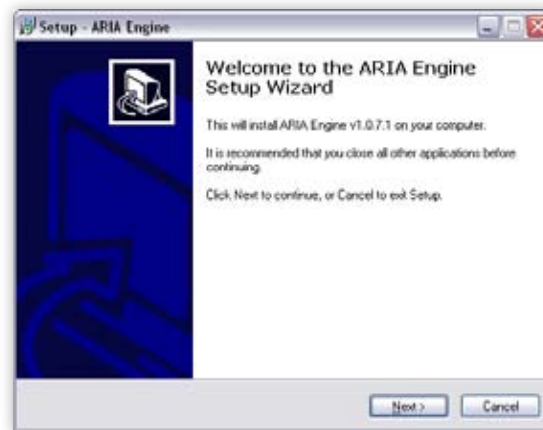 Setup - ARIA Engine
Welcome to the ARIA Engine
Setup Wizard
This will install ARIA Engine v1.0.7.1 on your computer.
It is recommended that you close all other applications before
continuing.
Click Next to continue, or Cancel to exit Setup.
Next >
Cancel